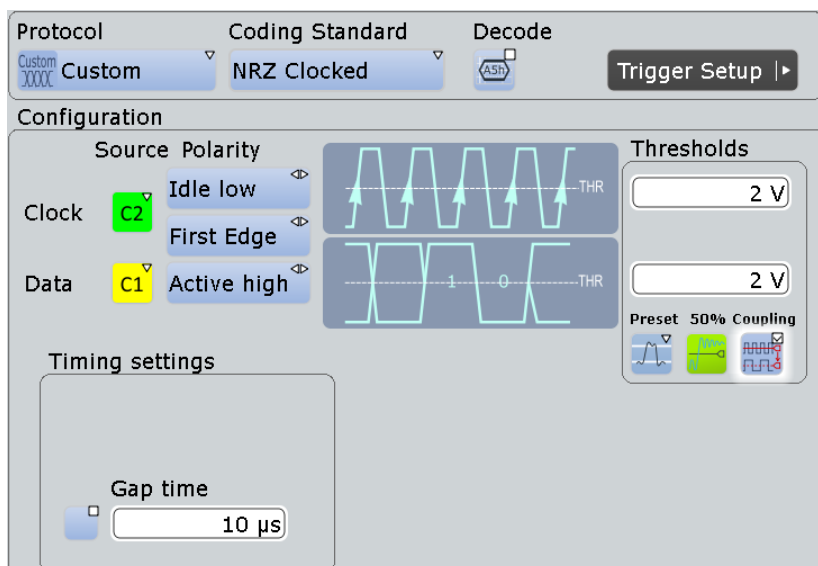 Protocol Coding Standard Decode
Custom XXXX Custom NRZ Clocked A5h Trigger Setup
Configuration
Source Polarity Thresholds
Idle low THR 2 V
Clock C2
First Edge
Data C1 Active high 1 0 THR 2 V
Preset 50% Coupling
Timing settings
Gap time
10 µs